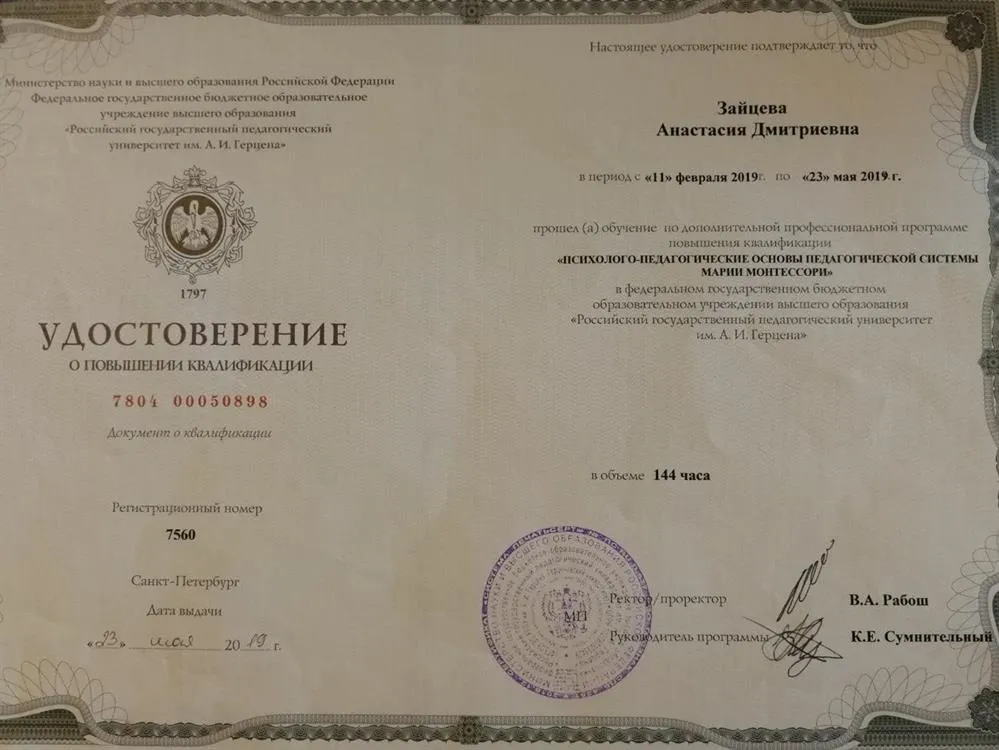 Министерство науки и высшего образования Российской Федерации
Федеральное государственное бюджетное образовательное
учреждение высшего образования
«Российский государственный педагогический
университет им. А. И. Герцена»
1797
УДОСТОВЕРЕНИЕ
О ПОВЫШЕНИИ КВАЛИФИКАЦИИ
7804 00050898
Документ о квалификации
Регистрационный номер
7560
Санкт-Петербург
Дата выдачи
«23» мая 2019 г.
Настоящее удостоверение подтверждает то, что
Зайцева
Анастасия Дмитриевна
в период с «11» февраля 2019г. по «23» мая 2019 г.
прошел (а) обучение по дополнительной профессиональной программе
повышения квалификации
«ПСИХОЛОГО-ПЕДАГОГИЧЕСКИЕ ОСНОВЫ ПЕДАГОГИЧЕСКОЙ СИСТЕМЫ
МАРИИ МОНТЕССОРИ»
в федеральном государственном бюджетном
образовательном учреждении высшего образования
«Российский государственный педагогический университет
им. А. И. Герцена»
в объеме 144 часа
МП
Ректор/проректор В.А. Рабош
Руководитель программы К.Е. Сумнительный